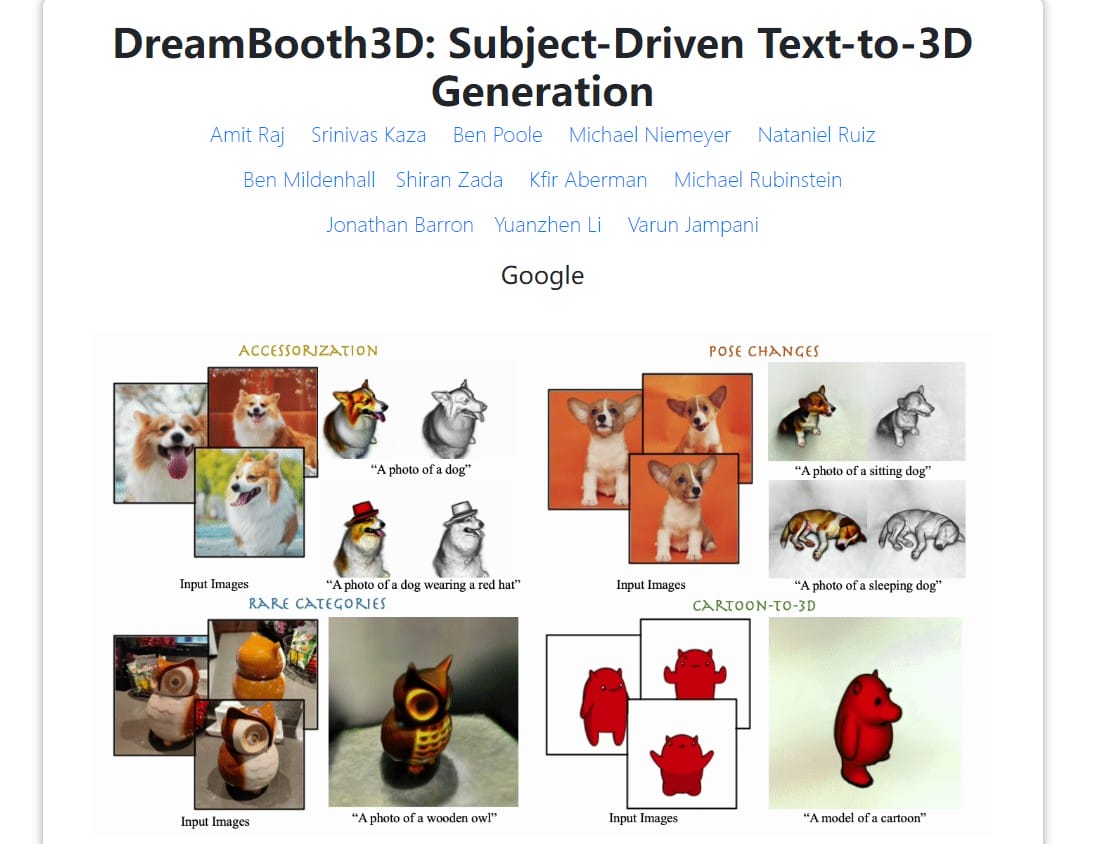 DreamBooth3D: Subject-Driven Text-to-3D
Generation
Amit Raj Srinivas Kaza Ben Poole Michael Niemeyer Nataniel Ruiz
Ben Mildenhall Shiran Zada Kfir Aberman Michael Rubinstein
Jonathan Barron Yuanzhen Li Varun Jampani
Google
ACCESSORIZATION
“A photo of a dog”
“A photo of a dog wearing a red hat”
Input Images
POSE CHANGES
“A photo of a sitting dog”
“A photo of a sleeping dog”
Input Images
RARE CATEGORIES
“A photo of a wooden owl”
Input Images
CARTOON-TO-3D
“A model of a cartoon”
Input Images